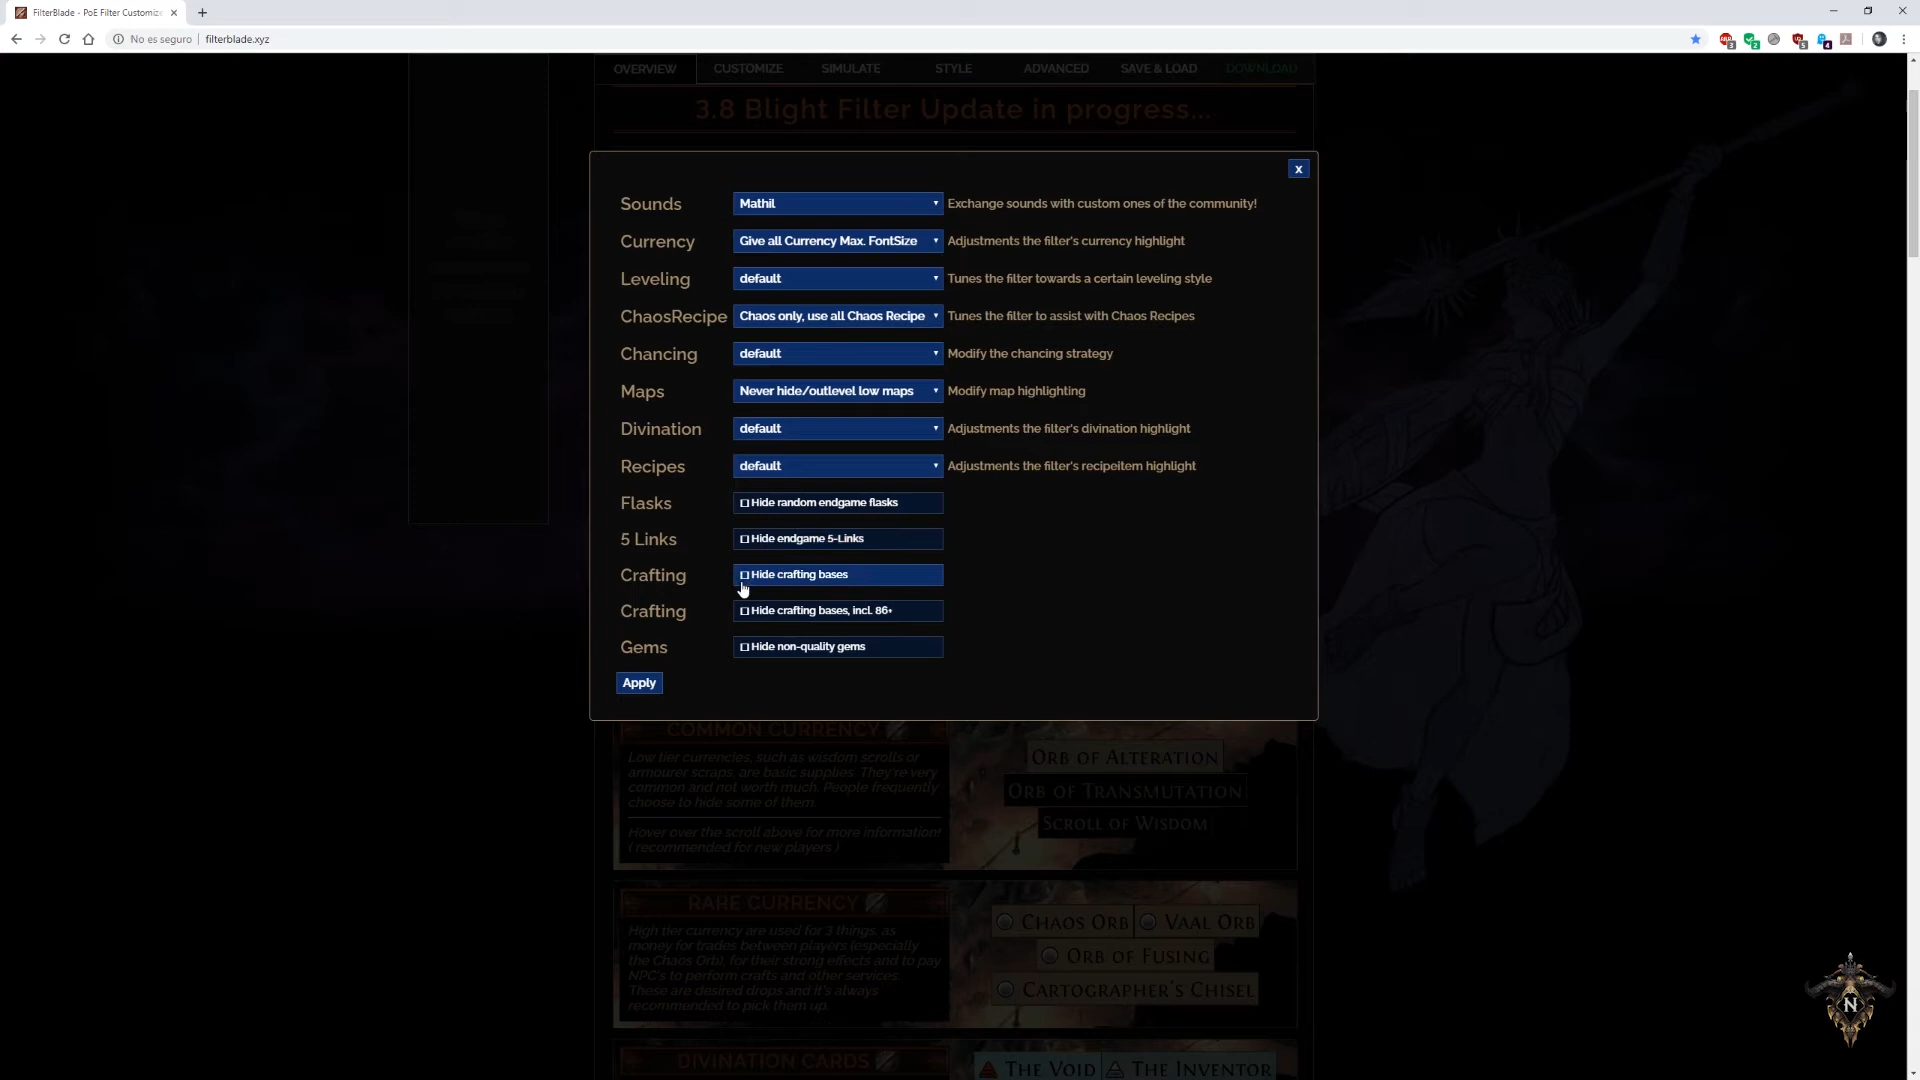 FilterBlade - PoE Filter Customize
No es seguro
filterblade.xyz
OVERVIEW
CUSTOMIZE
SIMULATE
STYLE
ADVANCED
SAVE & LOAD
DOWNLOAD
3.8 Blight Filter Update in progress...
X
Sounds
Mathil
Exchange sounds with custom ones of the community!
Currency
Give all Currency Max. FontSize
Adjustments the filter's currency highlight
Leveling
default
Tunes the filter towards a certain leveling style
ChaosRecipe
Chaos only, use all Chaos Recipe
Tunes the filter to assist with Chaos Recipes
Chancing
default
Modify the chancing strategy
Maps
Never hide/outlevel low maps
Modify map highlighting
Divination
default
Adjustments the filter's divination highlight
Recipes
default
Adjustments the filter's recipeitem highlight
Flasks
Hide random endgame flasks
5 Links
Hide endgame 5-Links
Crafting
Hide crafting bases
Crafting
Hide crafting bases, incl. 86+
Gems
Hide non-quality gems
Apply
COMMON CURRENCY
Low tier currencies, such as wisdom scrolls or
armourer scraps, are basic supplies. They're very
common and not worth much. People frequently
choose to hide some of them.
Hover over the scroll above for more information!
( recommended for new players )
ORB OF ALTERATION
ORB OF TRANSMUTATION
SCROLL OF WISDOM
RARE CURRENCY
High tier currency are used for 3 things, as
money for trades between players (especially
the Chaos Orb), for their strong effects and to pay
NPC's to perform crafts and other services.
These are desired drops and it's always
recommended to pick them up.
CHAOS ORB
VAAL ORB
ORB OF FUSING
CARTOGRAPHER'S CHISEL
DIVINATION CARDS
THE VOID
THE INVENTOR
N